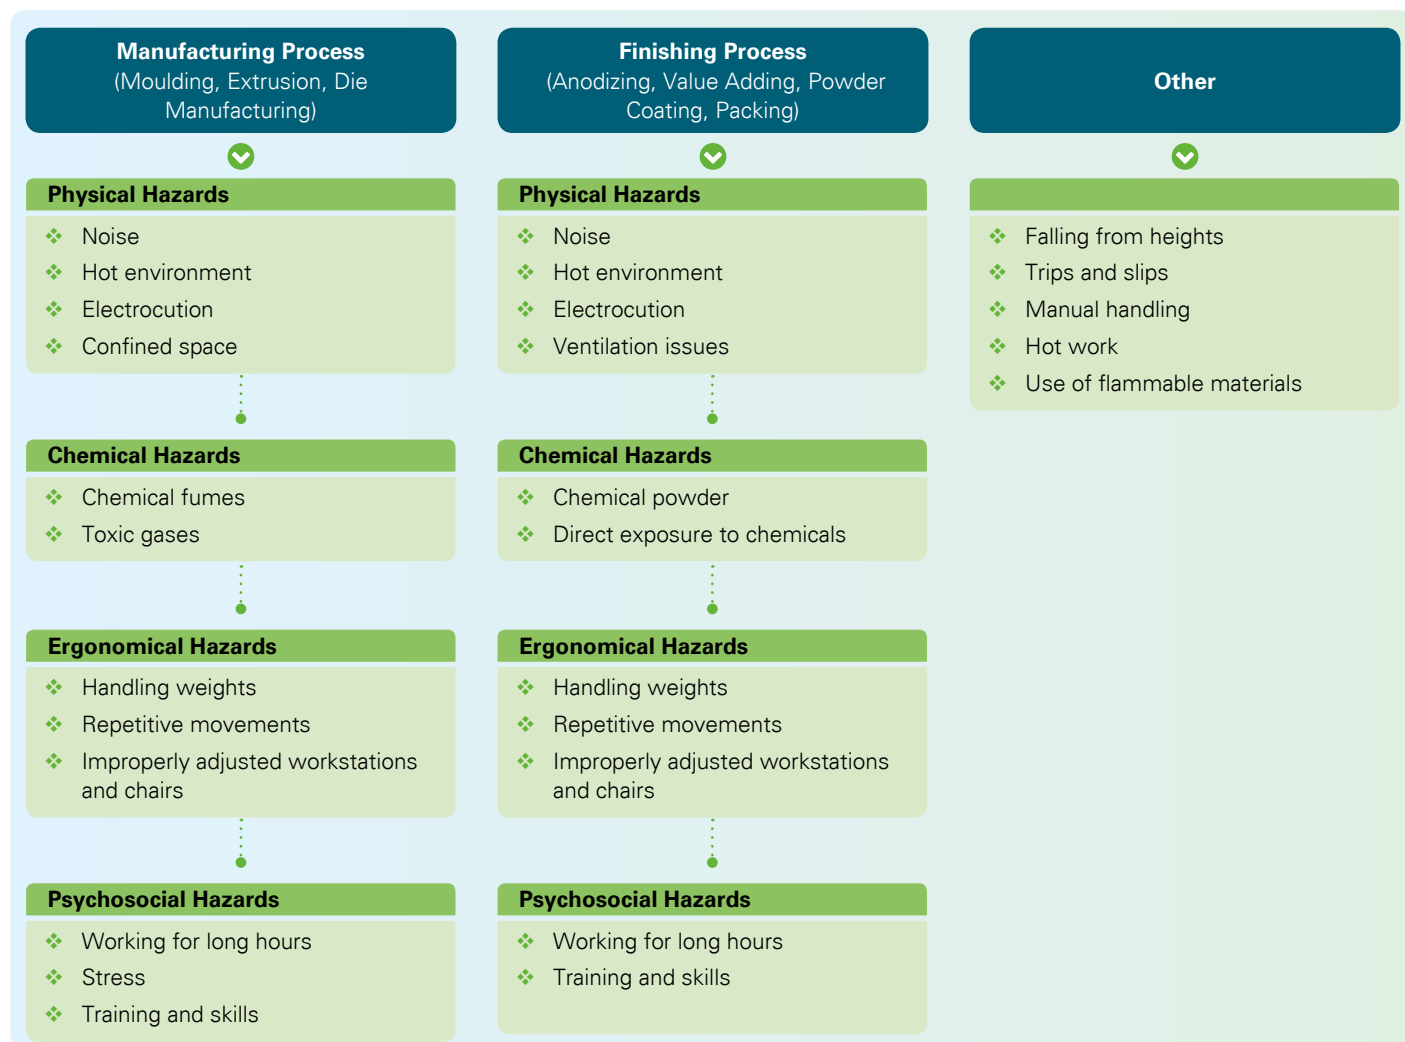 Manufacturing Process
(Moulding, Extrusion, Die
Manufacturing)
Physical Hazards
Noise
Hot environment
Electrocution
Confined space
Chemical Hazards
Chemical fumes
Toxic gases
Ergonomical Hazards
Handling weights
Repetitive movements
Improperly adjusted workstations
and chairs
Psychosocial Hazards
Working for long hours
Stress
Training and skills
Finishing Process
(Anodizing, Value Adding, Powder
Coating, Packing)
Physical Hazards
Noise
Hot environment
Electrocution
Ventilation issues
Chemical Hazards
Chemical powder
Direct exposure to chemicals
Ergonomical Hazards
Handling weights
Repetitive movements
Improperly adjusted workstations
and chairs
Psychosocial Hazards
Working for long hours
Training and skills
Other
Falling from heights
Trips and slips
Manual handling
Hot work
Use of flammable materials